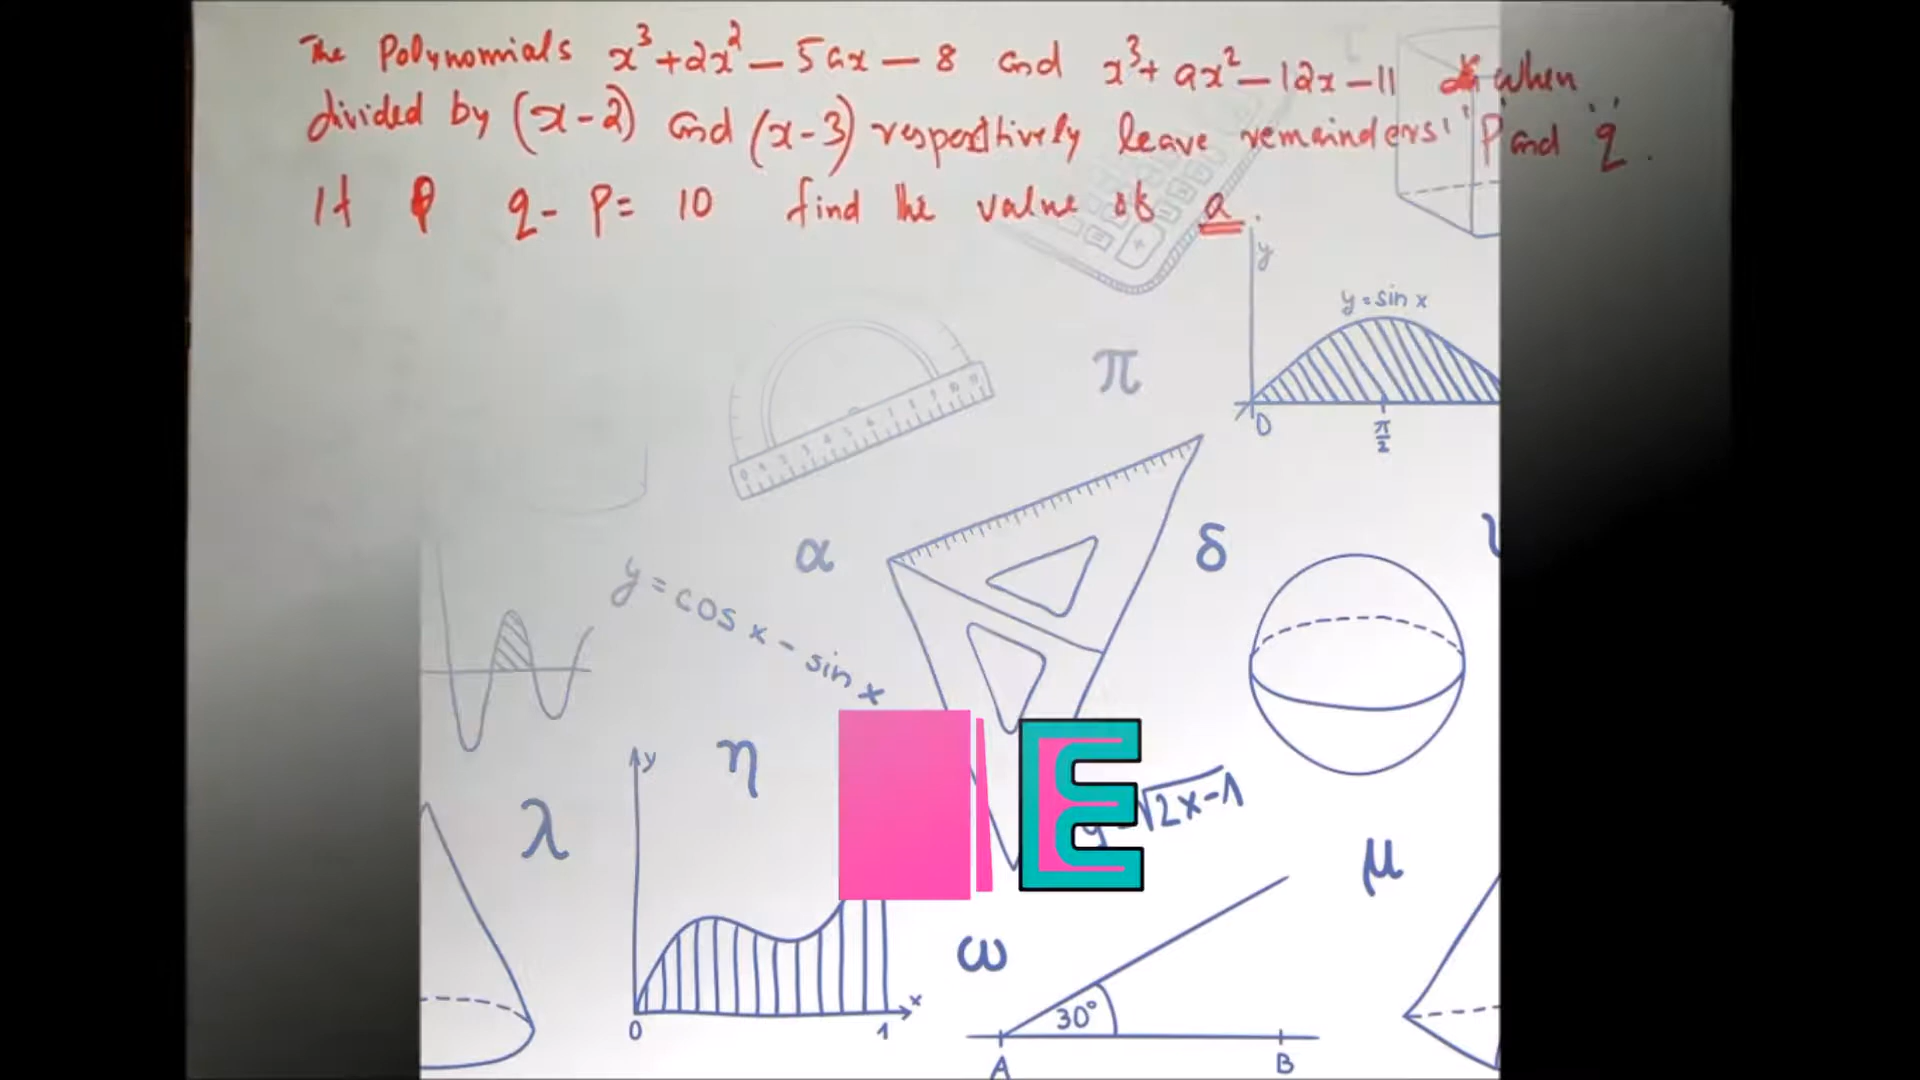 The Polynomials x³+2x²-5ax-8 and x³+ax²-12x-11 when
divided by (x-2) and (x-3) respectively leave remainders 'p' and 'q'.
If q-p=10 find the value of a.
y
y=sin x
π
0
π/2
α
δ
y=cos x - sin x
η
y
E
√2x-1
λ
μ
ω
x
0
1
30°
A
B